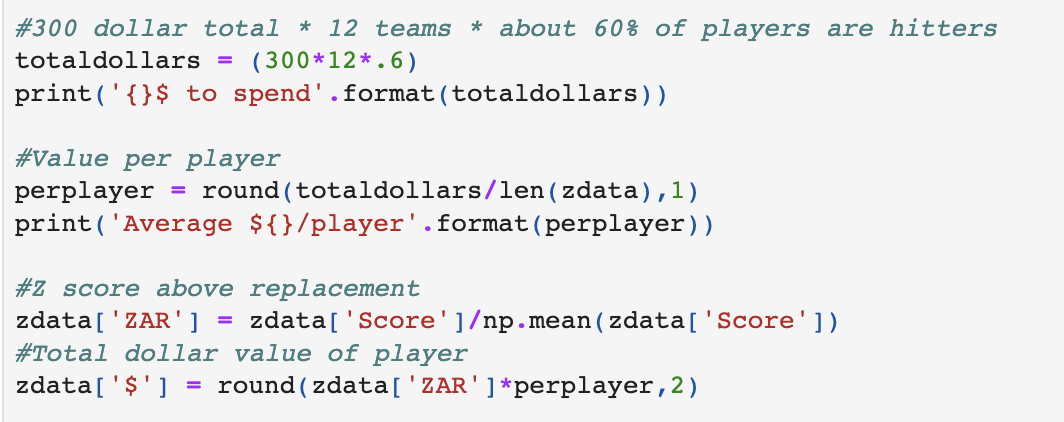 #300 dollar total * 12 teams * about 60% of players are hitters
totaldollars = (300*12*.6)
print('{}$ to spend'.format(totaldollars))
#Value per player
perplayer = round(totaldollars/len(zdata),1)
print('Average ${}/player'.format(perplayer))
#Z score above replacement
zdata['ZAR'] = zdata['Score']/np.mean(zdata['Score'])
#Total dollar value of player
zdata['$'] = round(zdata['ZAR']*perplayer,2)